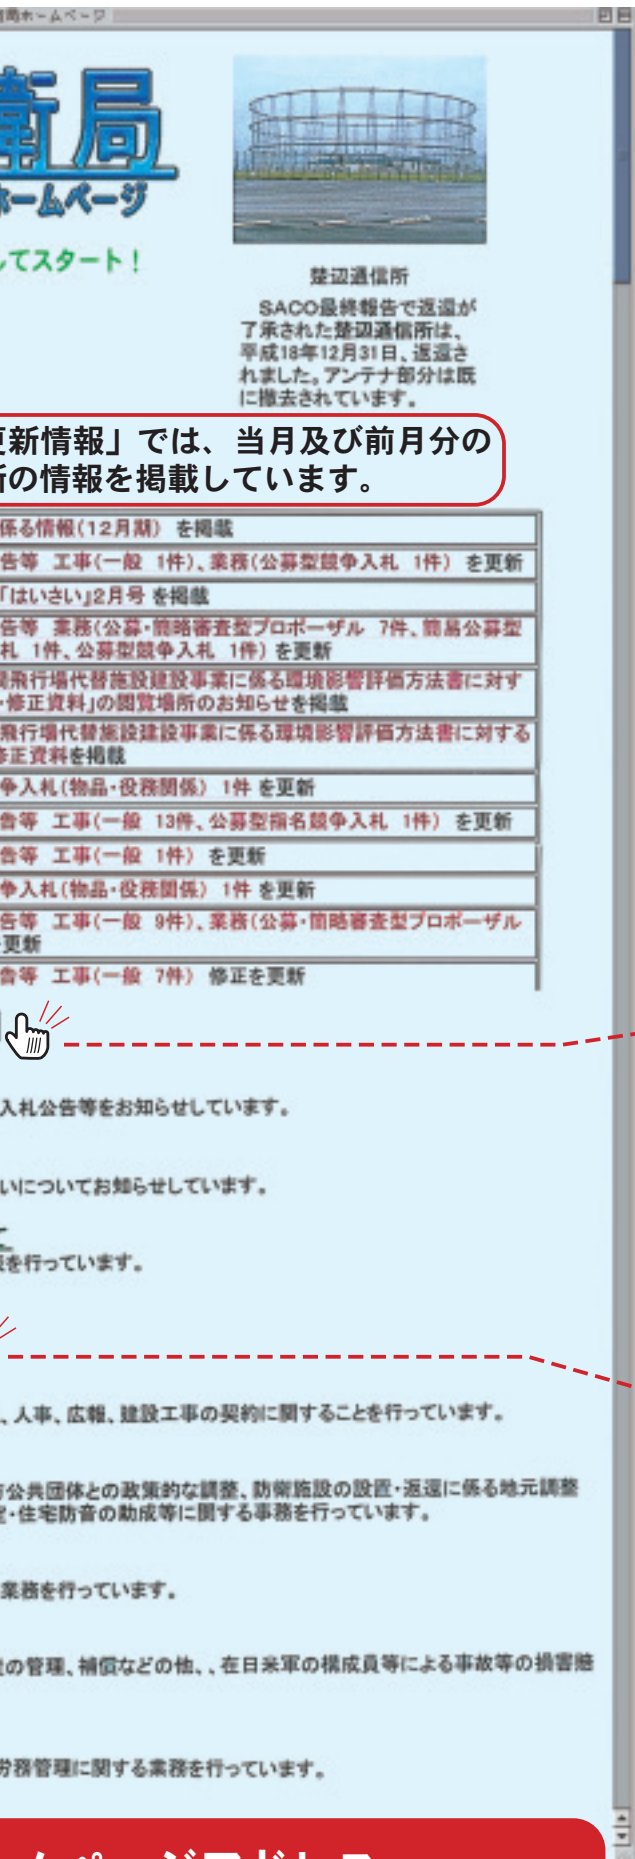 局ホームページ
衛局
ホームページ
してスタート！
楚辺通信所
SACO最終報告で返還が
了承された楚辺通信所は、
平成18年12月31日、返還さ
れました。アンテナ部分は既
に撤去されています。
更新情報」では、当月及び前月分の
新の情報を掲載しています。
係る情報(12月期) を掲載
告等 工事(一般 1件)、業務(公募型競争入札 1件) を更新
「はいさい」2月号 を掲載
告等 業務(公募・簡略審査型プロポーザル 7件、簡易公募型
札 1件、公募型競争入札 1件) を更新
間飛行場代替施設建設事業に係る環境影響評価方法書に対す
・修正資料」の閲覧場所のお知らせを掲載
飛行場代替施設建設事業に係る環境影響評価方法書に対する
修正資料を掲載
争入札(物品・役務関係) 1件 を更新
告等 工事(一般 13件、公募型指名競争入札 1件) を更新
告等 工事(一般 1件) を更新
争入札(物品・役務関係) 1件 を更新
告等 工事(一般 9件)、業務(公募・簡略審査型プロポーザル
を更新
告等 工事(一般 7件) 修正を更新
入札公告等をお知らせしています。
いについてお知らせしています。
て
を行っています。
、人事、広報、建設工事の契約に関することを行っています。
方公共団体との政策的な調整、防衛施設の設置・返還に係る地元調整
定・住宅防音の助成等に関する事務を行っています。
業務を行っています。
の管理、補償などの他、、在日米軍の構成員等による事故等の損害賠
労務管理に関する業務を行っています。
ームページアドレス